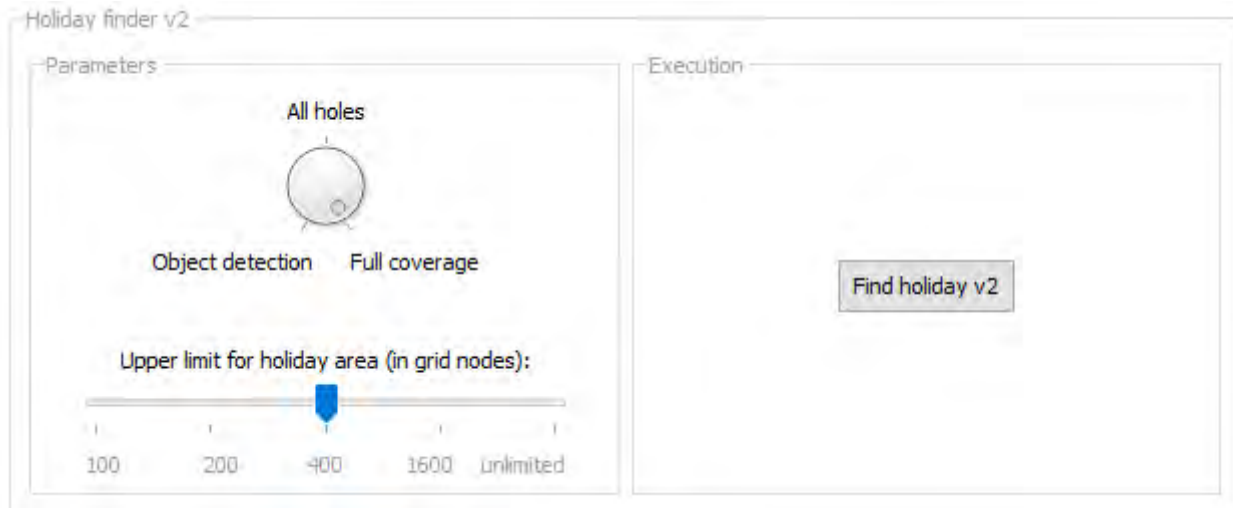 Holiday finder v2
Parameters
Execution
All holes
Object detection
Full coverage
Find holiday v2
Upper limit for holiday area (in grid nodes):
100 200 400 1600 unlimited